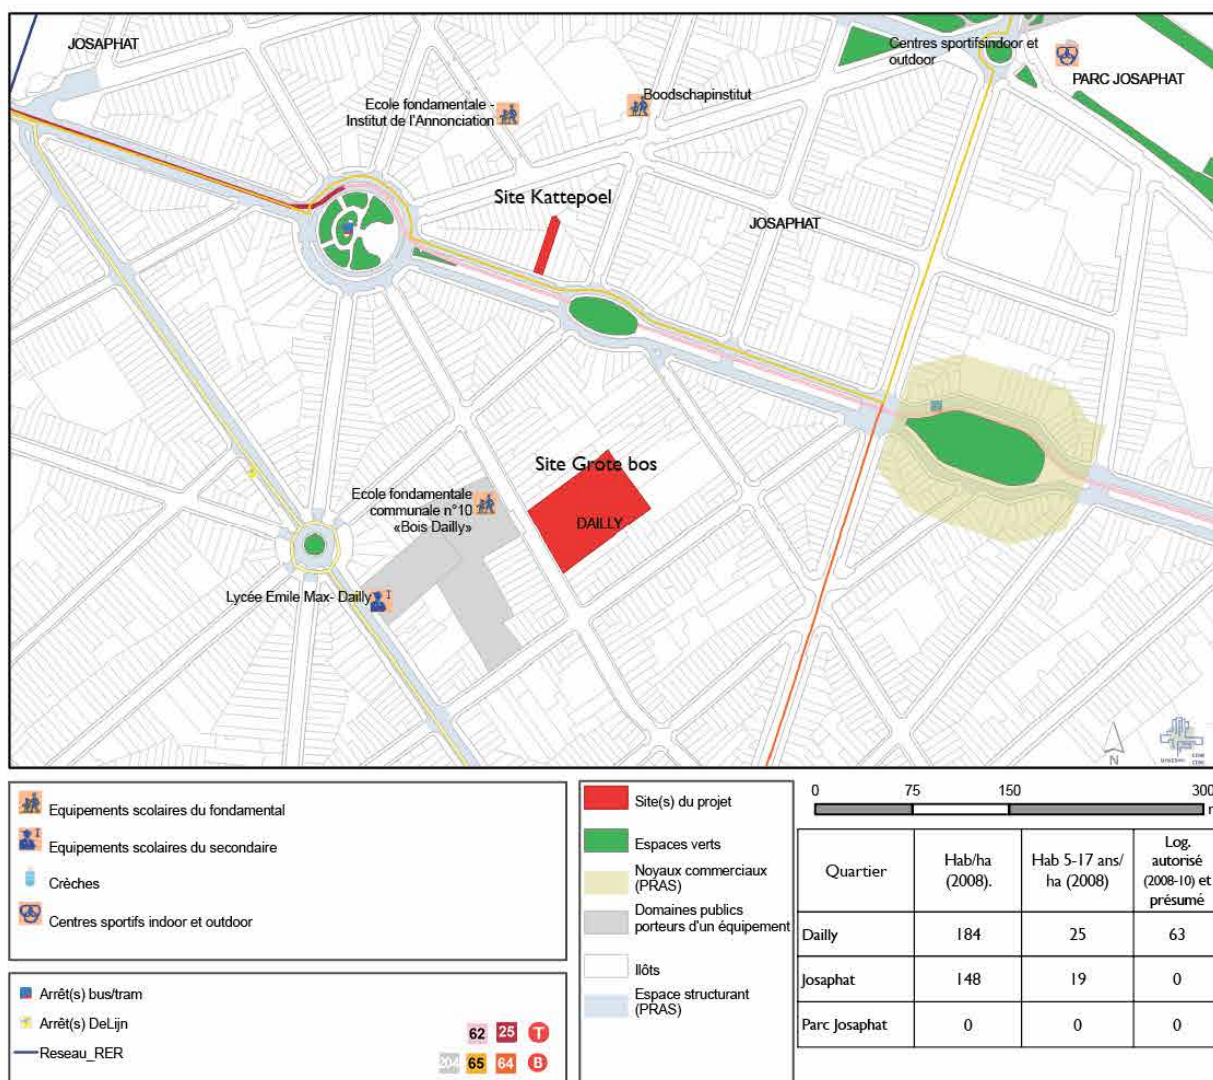 JOSAPHAT
Centres sportifsindoor et
outdoor
PARC JOSAPHAT
Ecole fondamentale -
Institut de l'Annonciation
Boodschapinstitut
Site Kattepoel
JOSAPHAT
Site Grote bos
Ecole fondamentale
communale n°10
«Bois Dailly»
DAILLY
Lycée Emile Max- Dailly
N
Equipements scolaires du fondamental
Equipements scolaires du secondaire
Crèches
Centres sportifs indoor et outdoor
Arrêt(s) bus/tram
Arrêt(s) DeLijn
Reseau_RER
62 25 T
204 65 64 B
Site(s) du projet
Espaces verts
Noyaux commerciaux
(PRAS)
Domaines publics
porteurs d'un équipement
Ilôts
Espace structurant
(PRAS)
0 75 150 300
Quartier
Hab/ha
(2008).
Hab 5-17 ans/
ha (2008)
Log.
autorisé
(2008-10) et
présumé
Dailly 184 25 63
Josaphat 148 19 0
Parc Josaphat 0 0 0